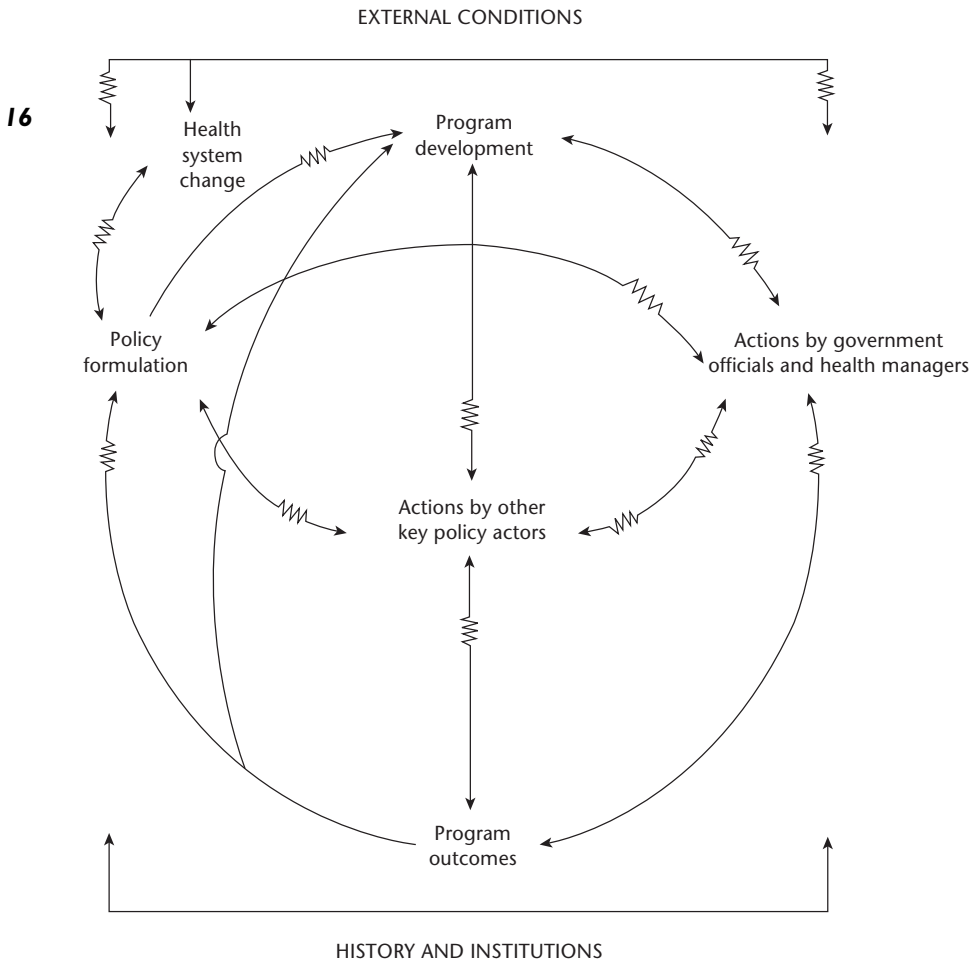 EXTERNAL CONDITIONS
16
Health
system
change
Program
development
Policy
formulation
Actions by government
officials and health managers
Actions by other
key policy actors
Program
outcomes
HISTORY AND INSTITUTIONS